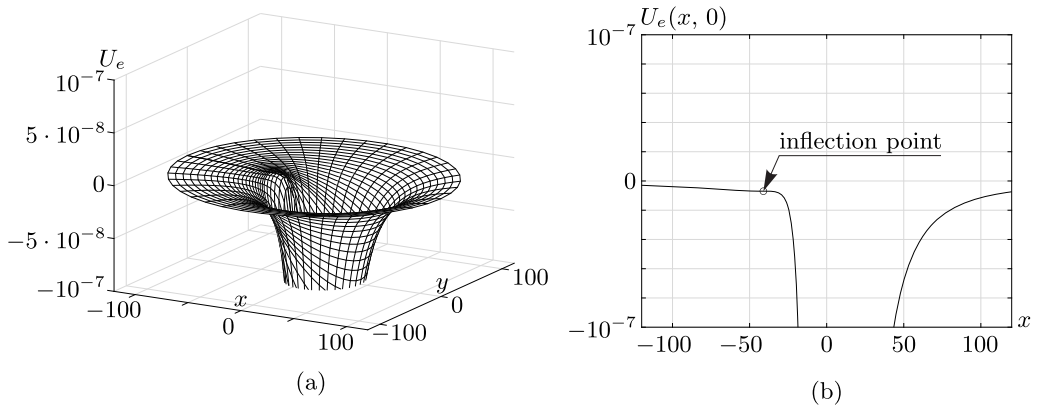 U_e
10^{-7}
5 · 10^{-8}
0
−5 · 10^{-8}
−10^{-7}
−100
0
100
x
−100
0
100
y
(a)
U_e(x, 0)
10^{-7}
0
−10^{-7}
inflection point
−100 −50 0 50 100
x
(b)